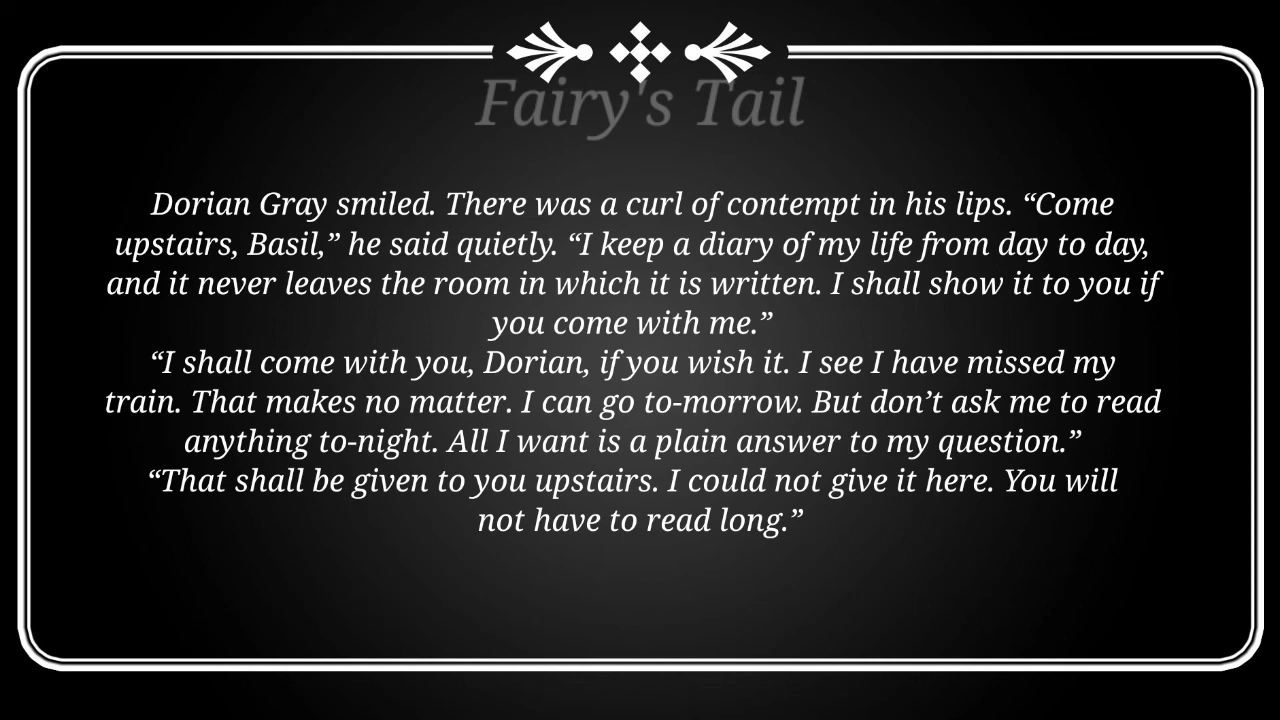 Fairy's Tail
Dorian Gray smiled. There was a curl of contempt in his lips. “Come
upstairs, Basil,” he said quietly. “I keep a diary of my life from day to day,
and it never leaves the room in which it is written. I shall show it to you if
you come with me.”
“I shall come with you, Dorian, if you wish it. I see I have missed my
train. That makes no matter. I can go to-morrow. But don’t ask me to read
anything to-night. All I want is a plain answer to my question.”
“That shall be given to you upstairs. I could not give it here. You will
not have to read long.”